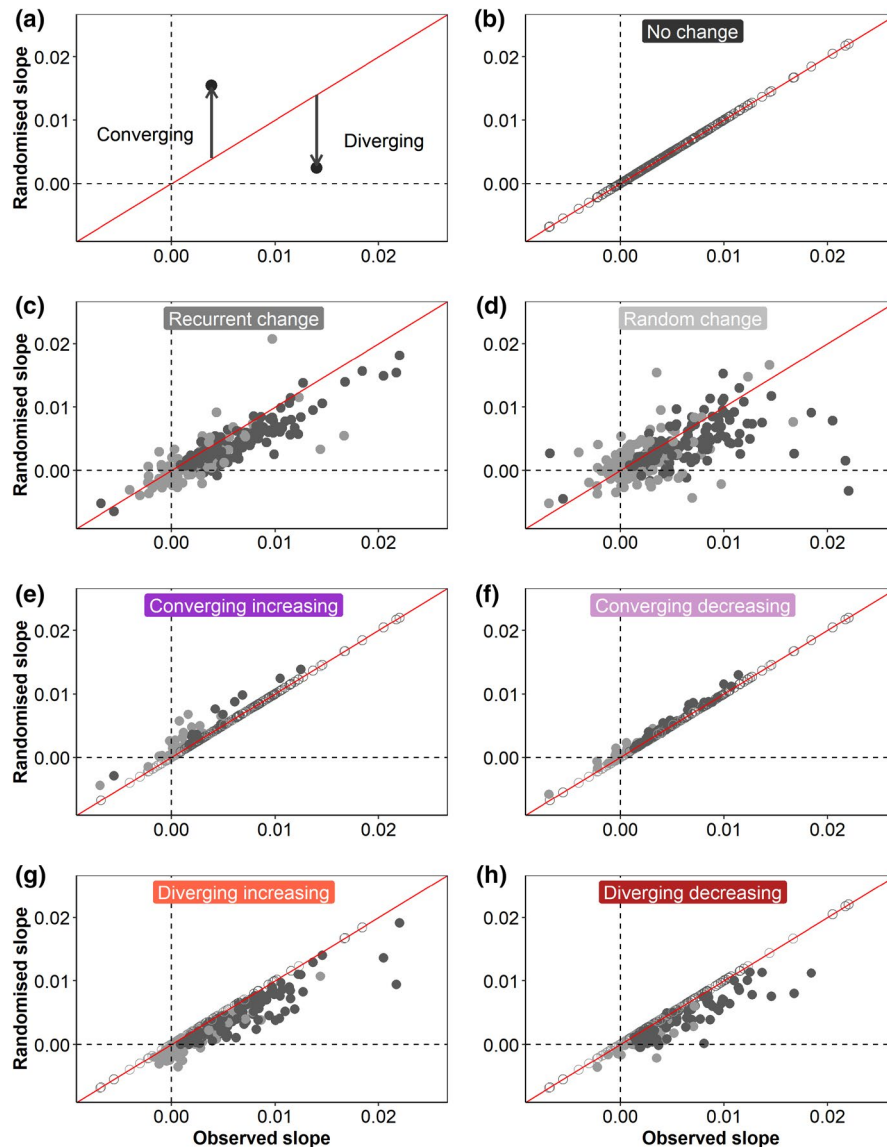 (a)
(b)
No change
Randomised slope
0.02
0.01
0.00
Converging
Diverging
0.00
0.01
0.02
0.02
0.01
0.00
0.00
0.01
0.02
(c)
(d)
Recurrent change
Random change
Randomised slope
0.02
0.01
0.00
0.00
0.01
0.02
0.02
0.01
0.00
0.00
0.01
0.02
(e)
(f)
Converging increasing
Converging decreasing
Randomised slope
0.02
0.01
0.00
0.00
0.01
0.02
0.02
0.01
0.00
0.00
0.01
0.02
(g)
(h)
Diverging increasing
Diverging decreasing
Randomised slope
0.02
0.01
0.00
0.00
0.01
0.02
Observed slope
0.02
0.01
0.00
0.00
0.01
0.02
Observed slope